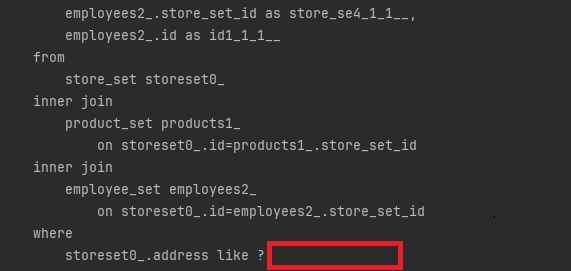 employees2_.store_set_id as store_se4_1_1__,
employees2_.id as id1_1_1__
from
store_set storeset0_
inner join
product_set products1_
on storeset0_.id=products1_.store_set_id
inner join
employee_set employees2_
on storeset0_.id=employees2_.store_set_id
where
storeset0_.address like ?